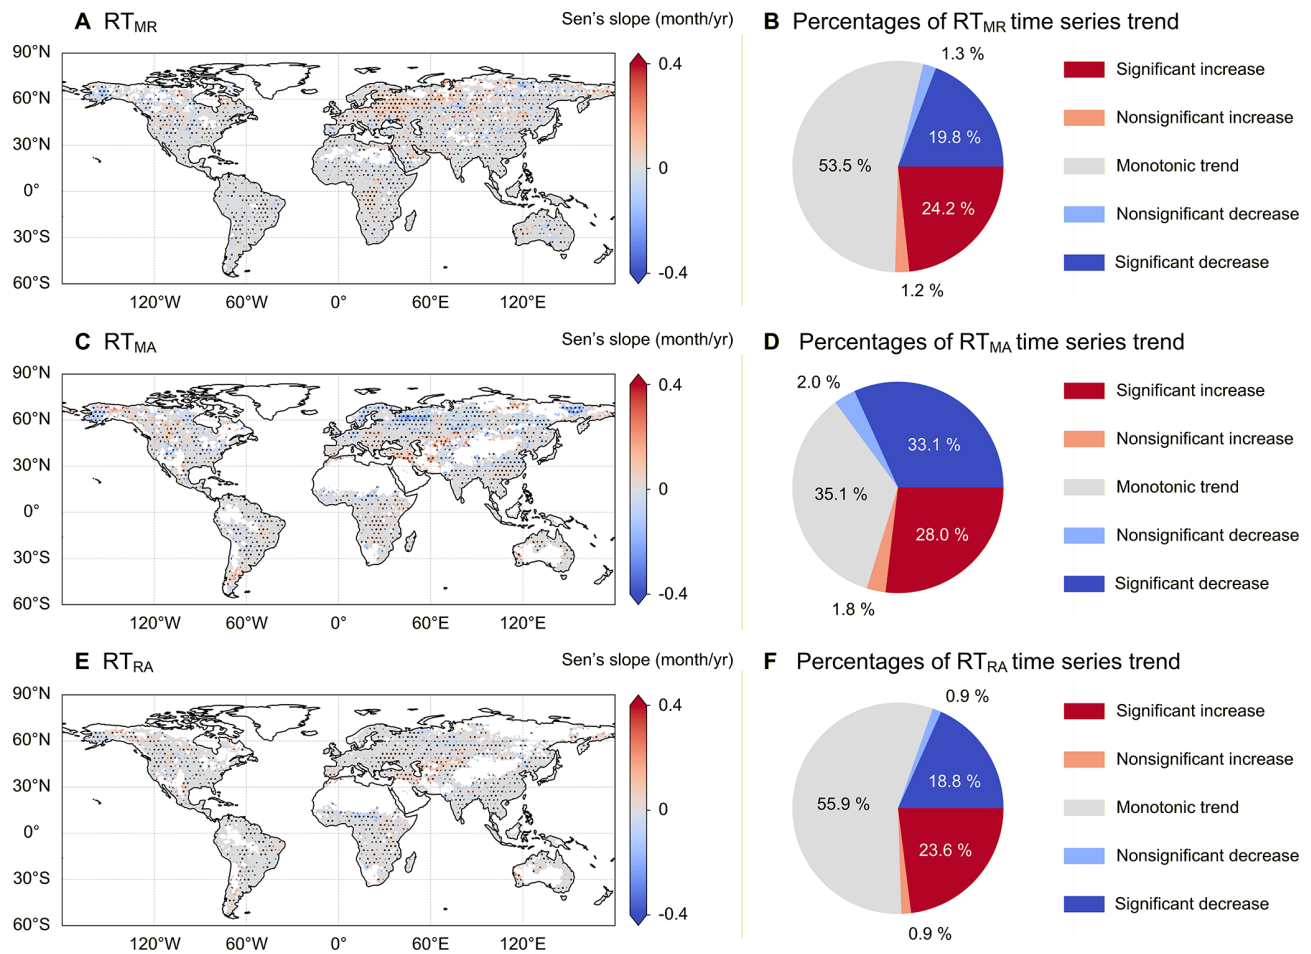 A RT_MR
Sen's slope (month/yr)
B Percentages of RT_MR time series trend
90°N
60°N
30°N
0°
30°S
60°S
120°W 60°W 0° 60°E 120°E
0.4
0
-0.4
1.3 %
19.8 %
53.5 %
24.2 %
1.2 %
Significant increase
Nonsignificant increase
Monotonic trend
Nonsignificant decrease
Significant decrease
C RT_MA
Sen's slope (month/yr)
D Percentages of RT_MA time series trend
90°N
60°N
30°N
0°
30°S
60°S
120°W 60°W 0° 60°E 120°E
0.4
0
-0.4
2.0 %
33.1 %
35.1 %
28.0 %
1.8 %
Significant increase
Nonsignificant increase
Monotonic trend
Nonsignificant decrease
Significant decrease
E RT_RA
Sen's slope (month/yr)
F Percentages of RT_RA time series trend
90°N
60°N
30°N
0°
30°S
60°S
120°W 60°W 0° 60°E 120°E
0.4
0
-0.4
0.9 %
18.8 %
55.9 %
23.6 %
0.9 %
Significant increase
Nonsignificant increase
Monotonic trend
Nonsignificant decrease
Significant decrease